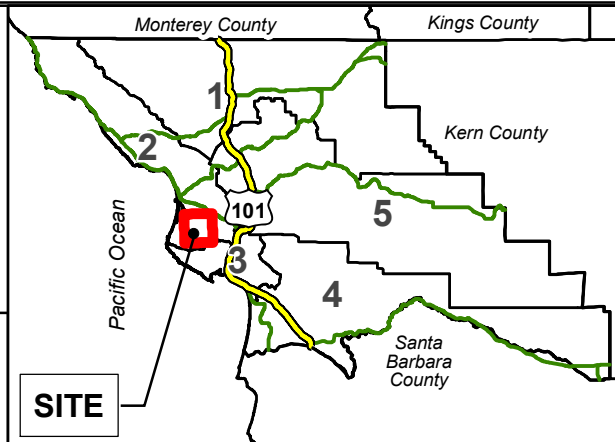 Monterey County
Kings County
1
2
Kern County
101
5
Pacific Ocean
3
4
Santa
Barbara
County
SITE